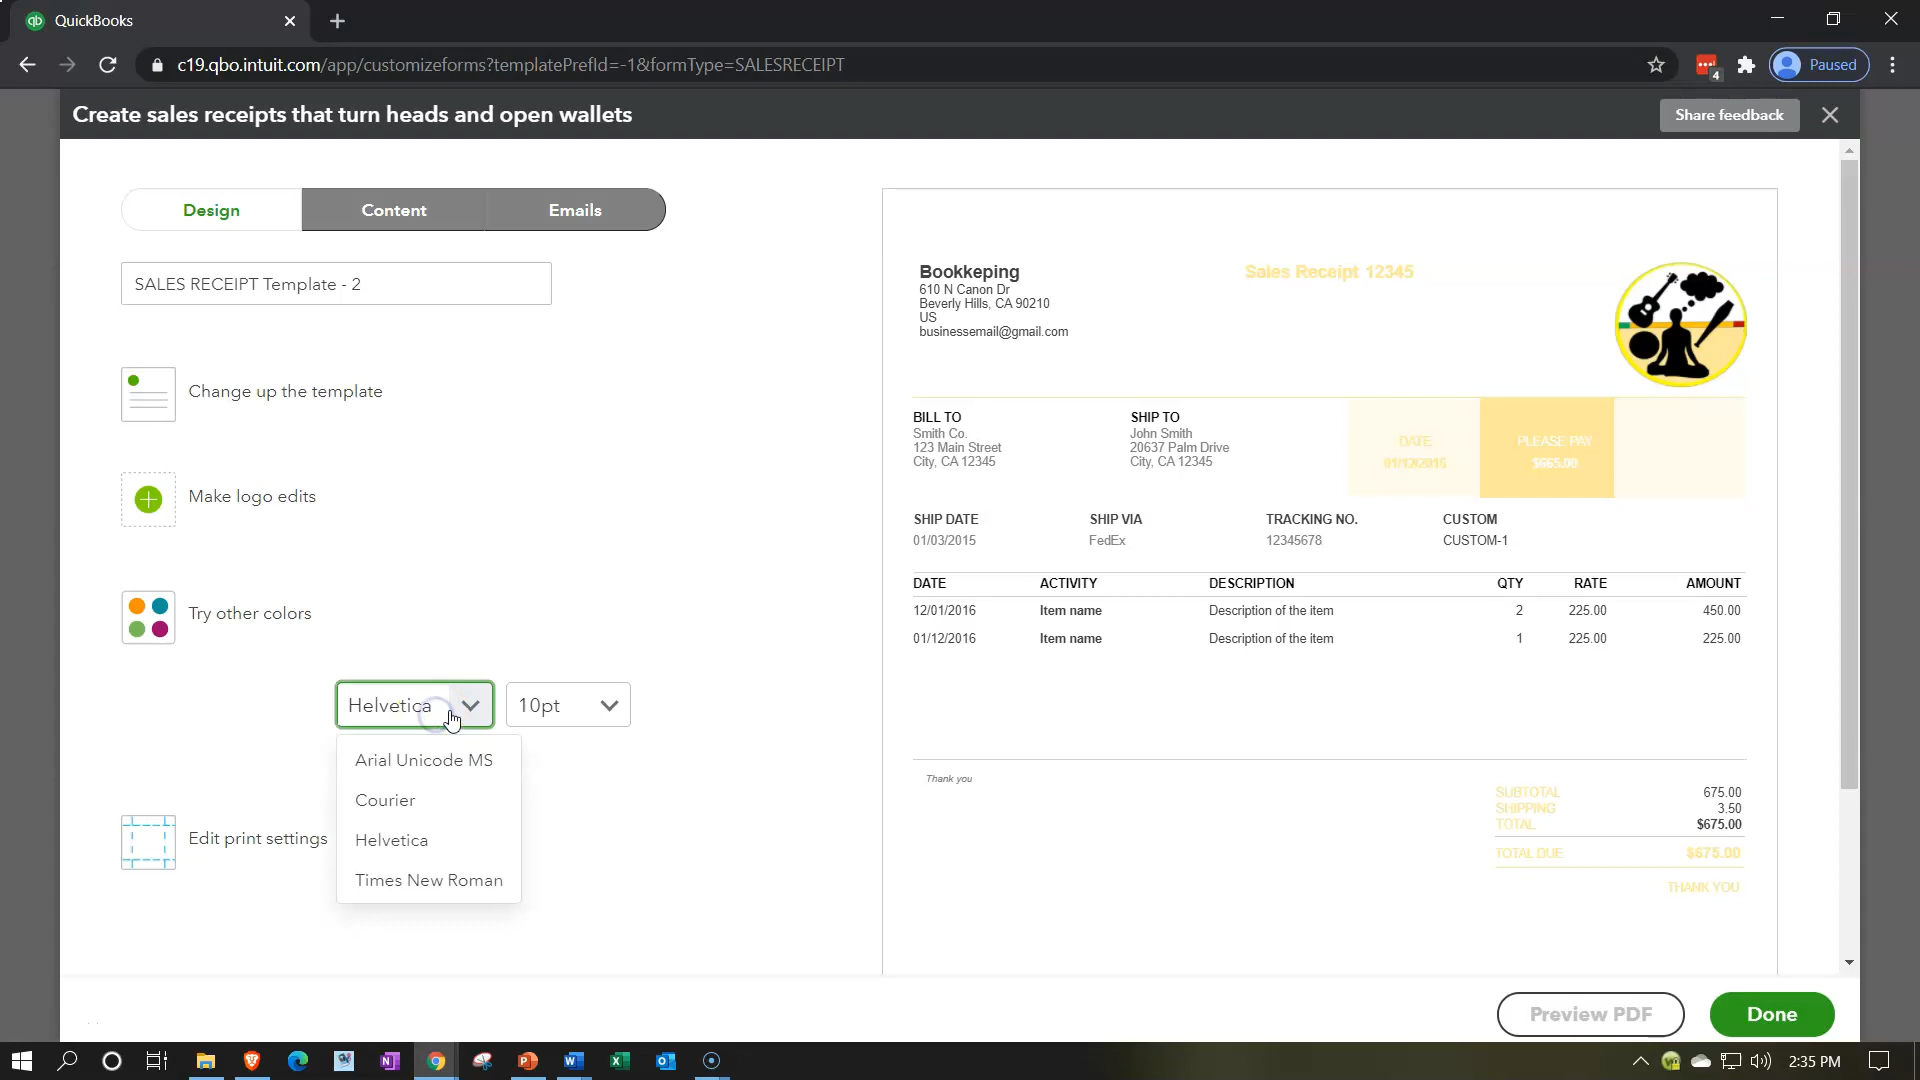 QuickBooks
c19.qbo.intuit.com/app/customizeforms?templatePrefId=-1&formType=SALESRECEIPT
4
Paused
Create sales receipts that turn heads and open wallets
Share feedback
Design
Content
Emails
SALES RECEIPT Template - 2
Change up the template
Make logo edits
Try other colors
Helvetica
10pt
Arial Unicode MS
Courier
Helvetica
Times New Roman
Edit print settings
Bookkeping
610 N Canon Dr
Beverly Hills, CA 90210
US
businessemail@gmail.com
Sales Receipt 12345
BILL TO
Smith Co.
123 Main Street
City, CA 12345
SHIP TO
John Smith
20637 Palm Drive
City, CA 12345
DATE
01/12/2016
PLEASE PAY
$665.00
SHIP DATE
01/03/2015
SHIP VIA
FedEx
TRACKING NO.
12345678
CUSTOM
CUSTOM-1
DATE ACTIVITY DESCRIPTION QTY RATE AMOUNT
12/01/2016 Item name Description of the item 2 225.00 450.00
01/12/2016 Item name Description of the item 1 225.00 225.00
Thank you
SUBTOTAL 675.00
SHIPPING 3.50
TOTAL $675.00
TOTAL DUE $675.00
THANK YOU
Preview PDF
Done
2:35 PM